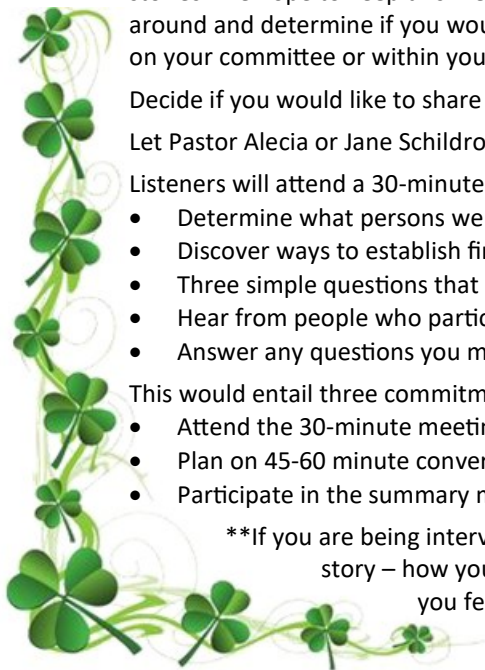 around and determine if you wou
on your committee or within you
Decide if you would like to share
Let Pastor Alecia or Jane Schildro
Listeners will attend a 30-minute
• Determine what persons we
• Discover ways to establish fi
• Three simple questions that
• Hear from people who partic
• Answer any questions you m
This would entail three commitm
• Attend the 30-minute meetin
• Plan on 45-60 minute conver
• Participate in the summary m
**If you are being interv
story – how you
you fe